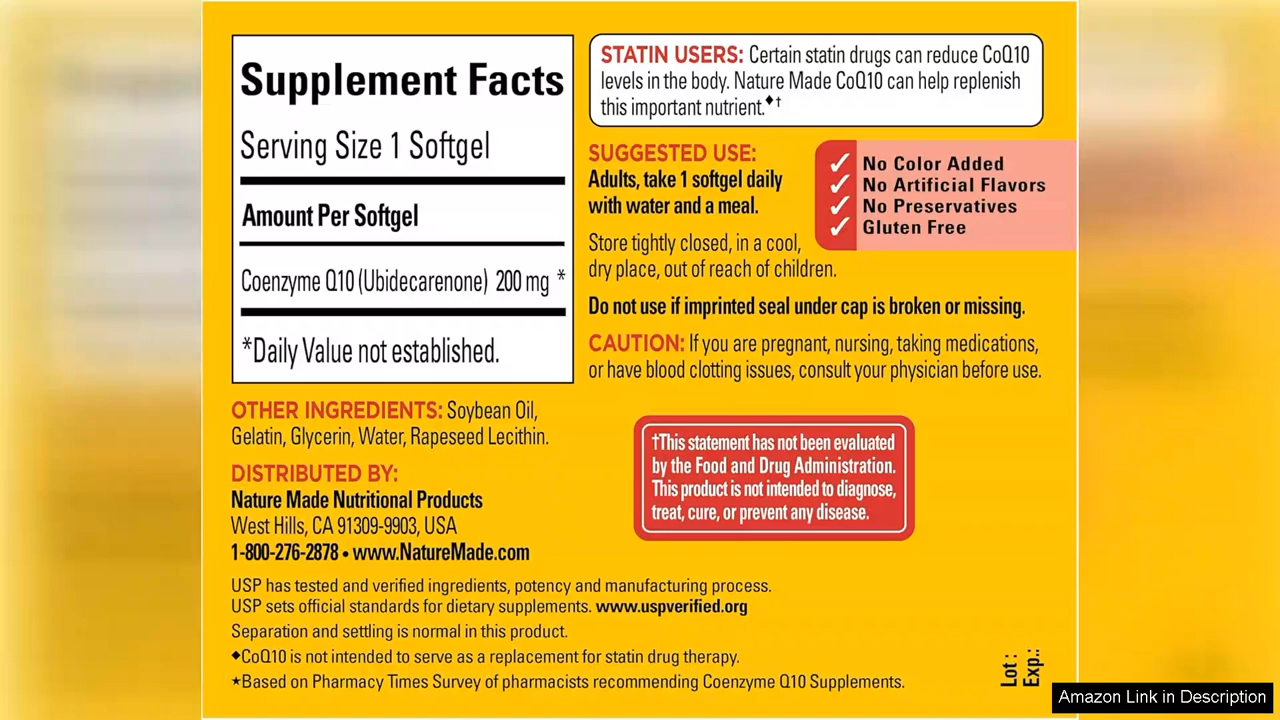 Supplement Facts
Serving Size 1 Softgel
Amount Per Softgel
Coenzyme Q10 (Ubidecarenone) 200 mg *
*Daily Value not established.
OTHER INGREDIENTS: Soybean Oil,
Gelatin, Glycerin, Water, Rapeseed Lecithin.
DISTRIBUTED BY:
Nature Made Nutritional Products
West Hills, CA 91309-9903, USA
1-800-276-2878 • www.NatureMade.com
STATIN USERS: Certain statin drugs can reduce CoQ10
levels in the body. Nature Made CoQ10 can help replenish
this important nutrient.♦†
SUGGESTED USE:
Adults, take 1 softgel daily
with water and a meal.
✓ No Color Added
✓ No Artificial Flavors
✓ No Preservatives
✓ Gluten Free
Store tightly closed, in a cool,
dry place, out of reach of children.
Do not use if imprinted seal under cap is broken or missing.
CAUTION: If you are pregnant, nursing, taking medications,
or have blood clotting issues, consult your physician before use.
†This statement has not been evaluated
by the Food and Drug Administration.
This product is not intended to diagnose,
treat, cure, or prevent any disease.
USP has tested and verified ingredients, potency and manufacturing process.
USP sets official standards for dietary supplements. www.uspverified.org
Separation and settling is normal in this product.
♦CoQ10 is not intended to serve as a replacement for statin drug therapy.
★Based on Pharmacy Times Survey of pharmacists recommending Coenzyme Q10 Supplements.
Lot :
Exp.:
Amazon Link in Description